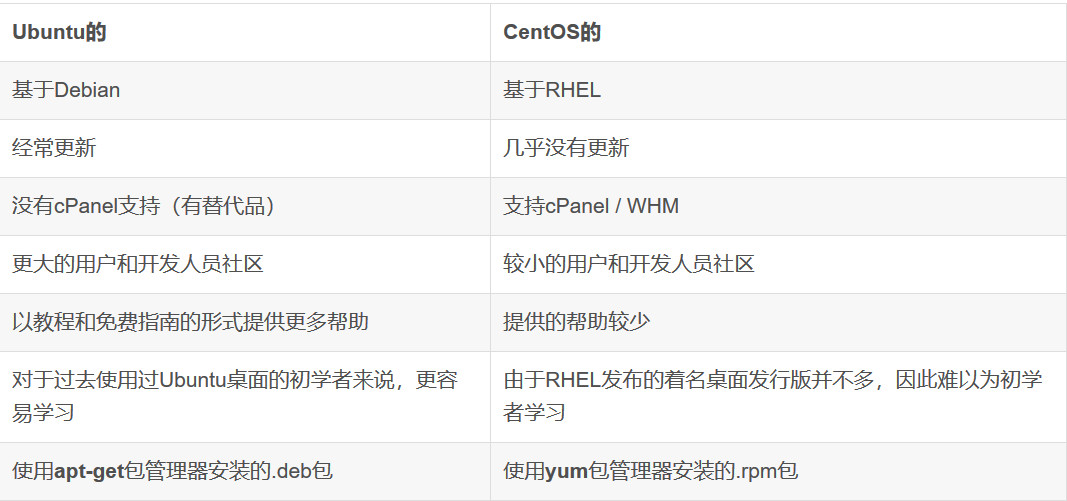 Ubuntu的
CentOS的
基于Debian
基于RHEL
经常更新
几乎没有更新
没有cPanel支持（有替代品）
支持cPanel / WHM
更大的用户和开发人员社区
较小的用户和开发人员社区
以教程和免费指南的形式提供更多帮助
提供的帮助较少
对于过去使用过Ubuntu桌面的初学者来说，更容
易学习
由于RHEL发布的着名桌面发行版并不多，因此难以为初学
者学习
使用apt-get包管理器安装的.deb包
使用yum包管理器安装的.rpm包